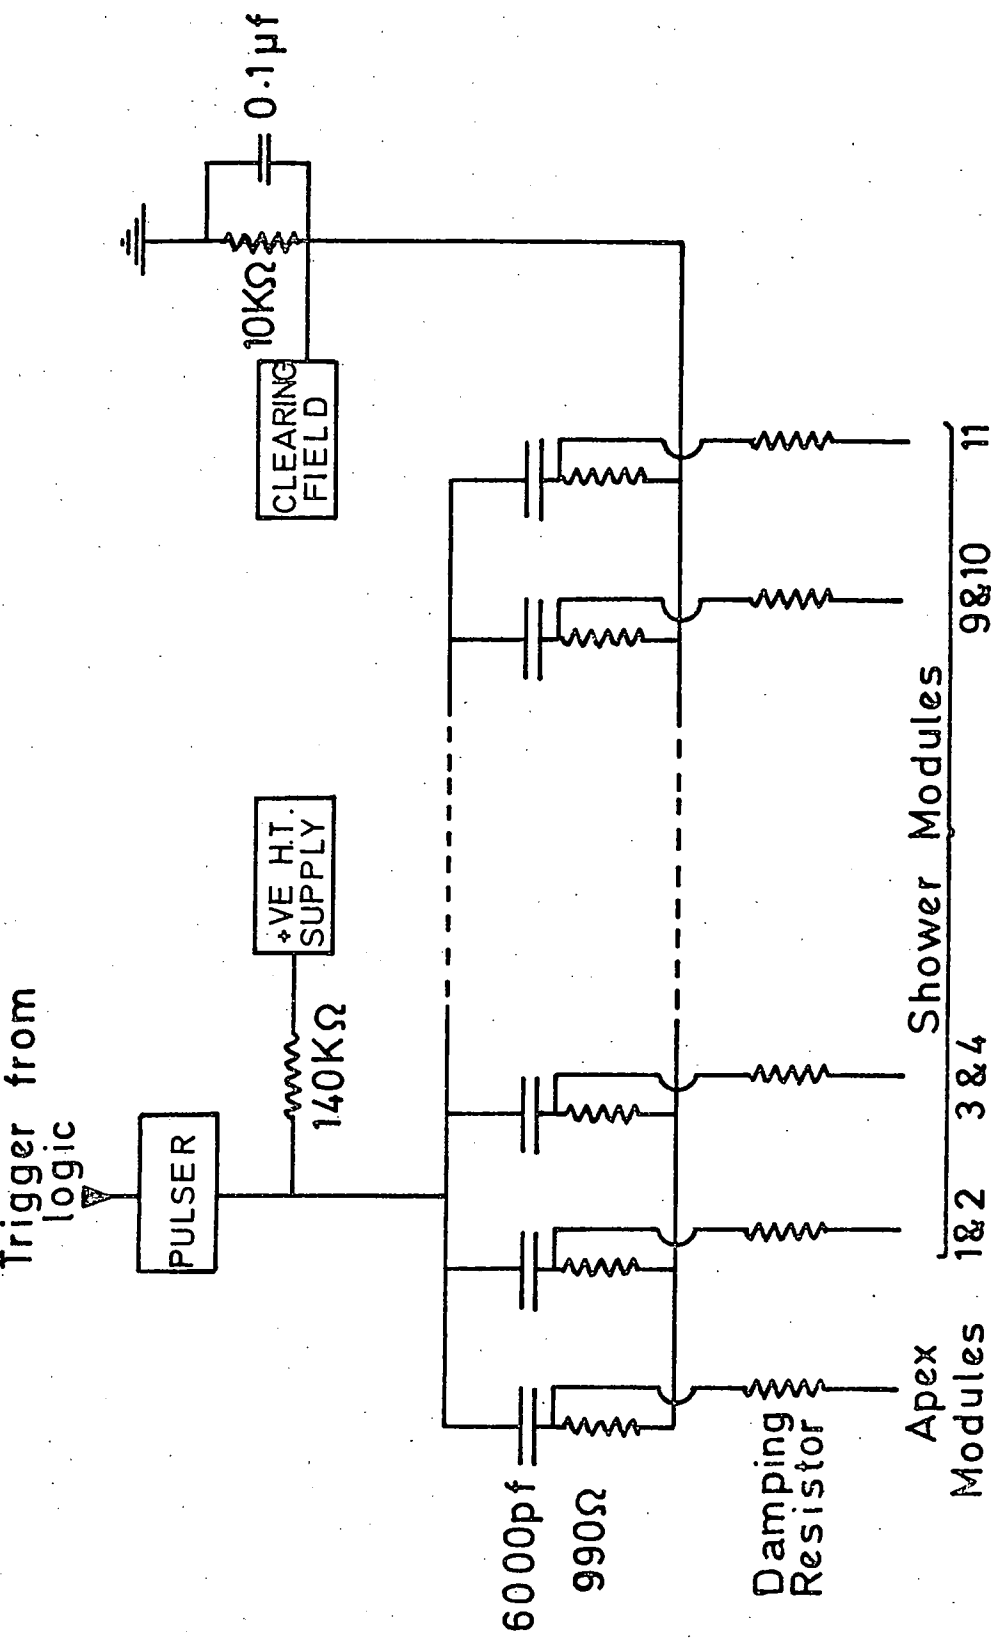 Trigger from
logic
PULSER
+VE H.T.
SUPPLY
140KΩ
CLEARING
FIELD
10KΩ
0.1µf
6000pf
990Ω
Damping
Resistor
Apex
Modules
1&2
3 & 4
9&10
11
Shower Modules